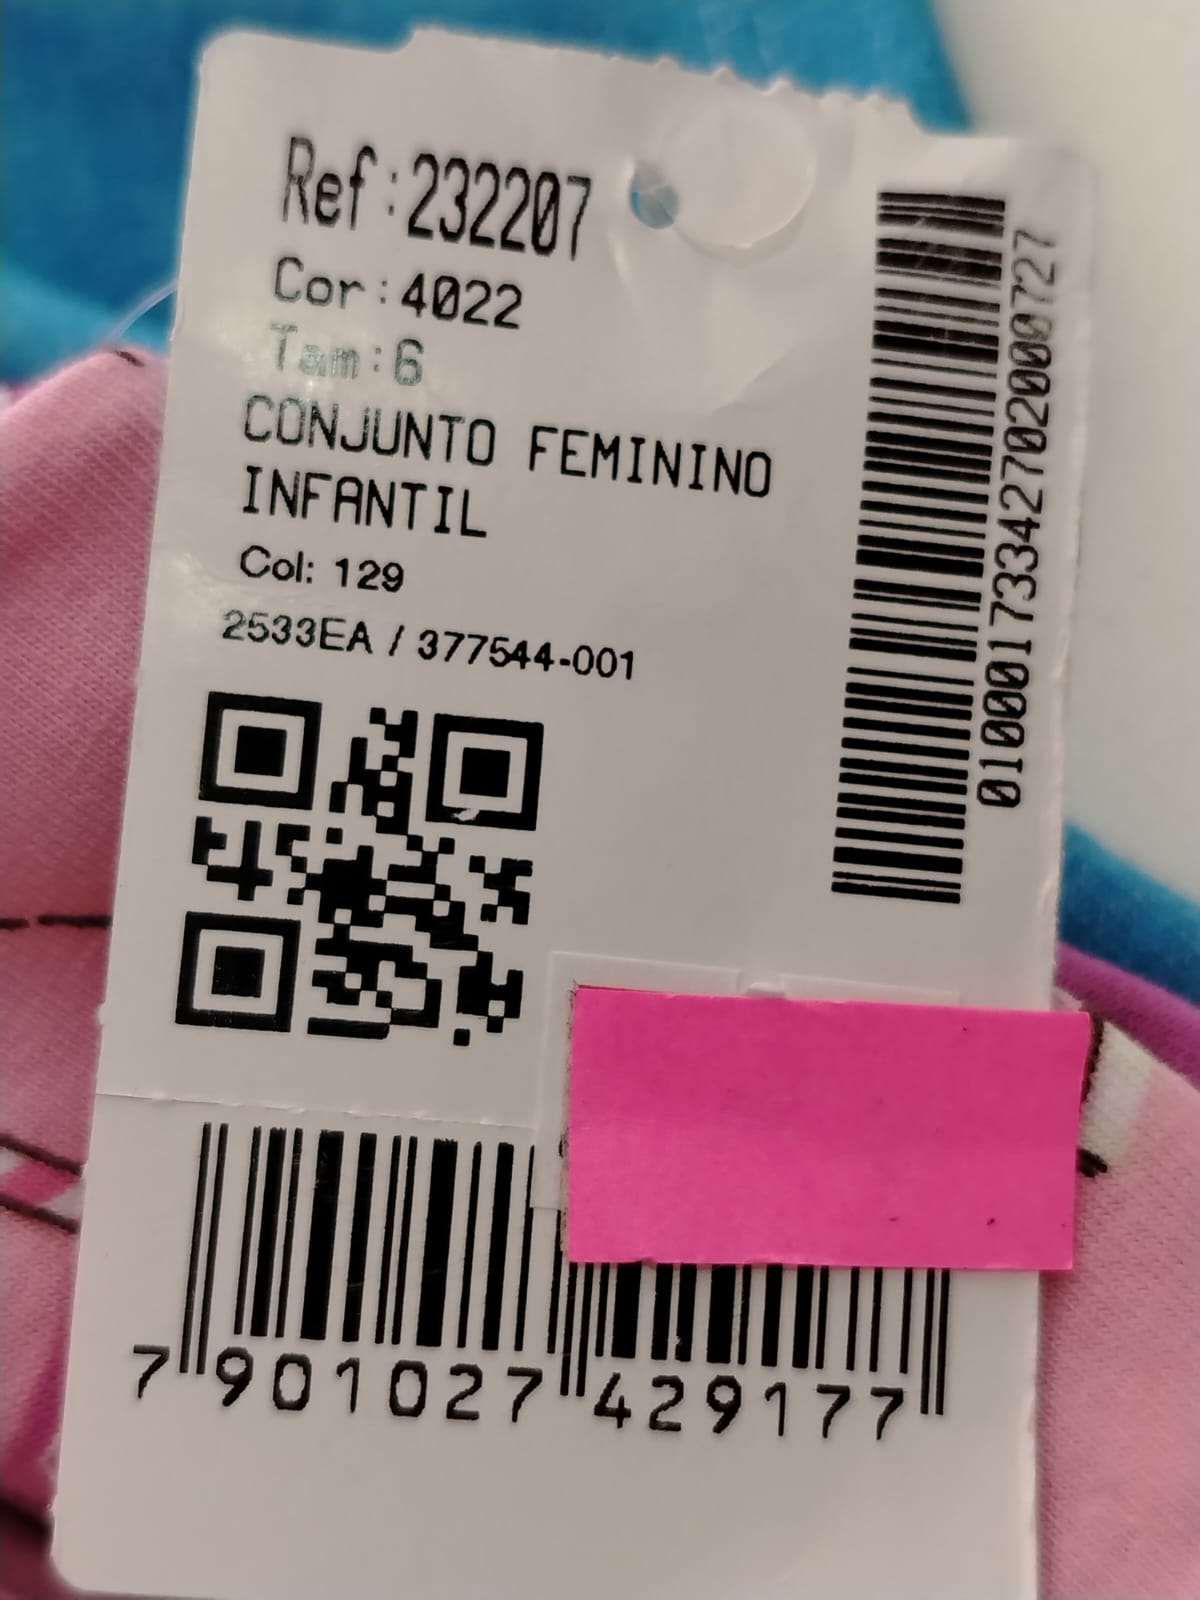 Ref:232207
Cor:4022
Tam:6
CONJUNTO FEMININO
INFANTIL
Col: 129
2533EA / 377544-001
01000173342702000727
7 901027 429177